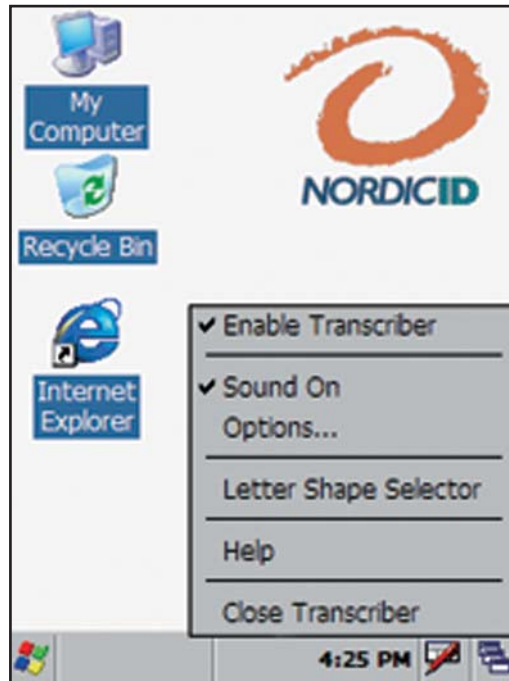 My
Computer
NORDICID
Recycle Bin
Internet
Explorer
Enable Transcriber
Sound On
Options...
Letter Shape Selector
Help
Close Transcriber
4:25 PM